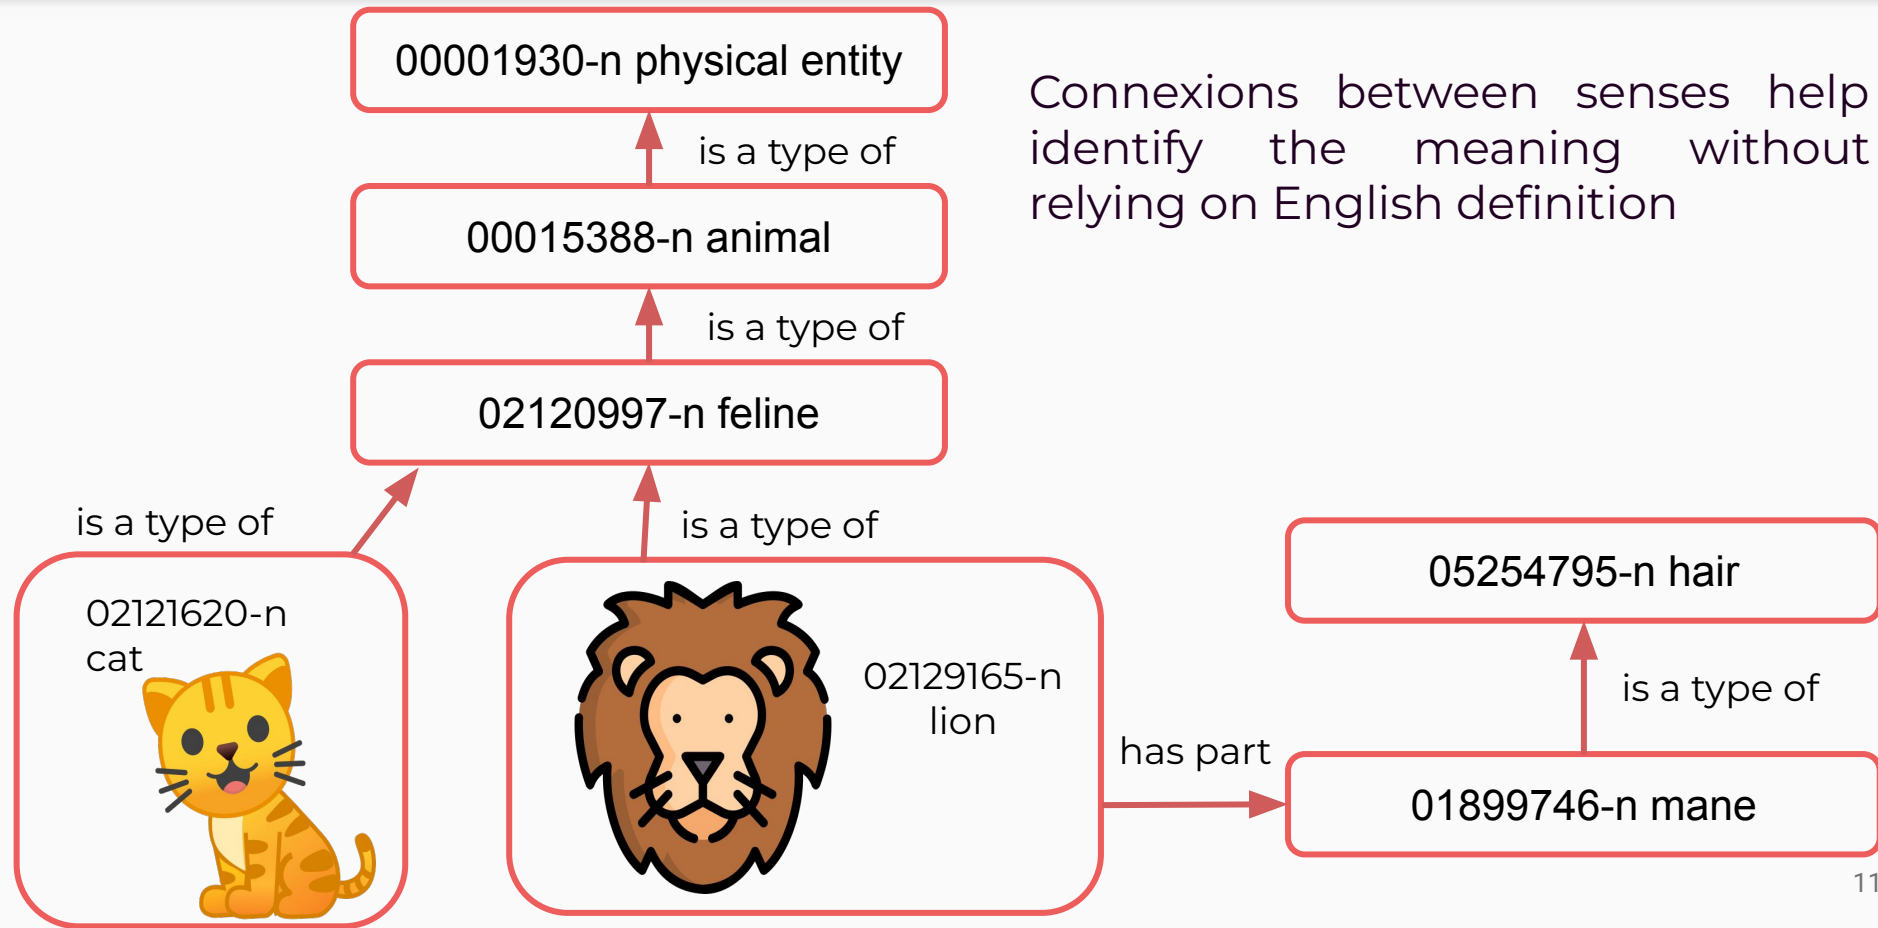 00001930-n physical entity
Connexions between senses help
identify the meaning without
relying on English definition
is a type of
00015388-n animal
is a type of
02120997-n feline
is a type of
is a type of
02121620-n
cat
02129165-n
lion
05254795-n hair
is a type of
has part
01899746-n mane
11